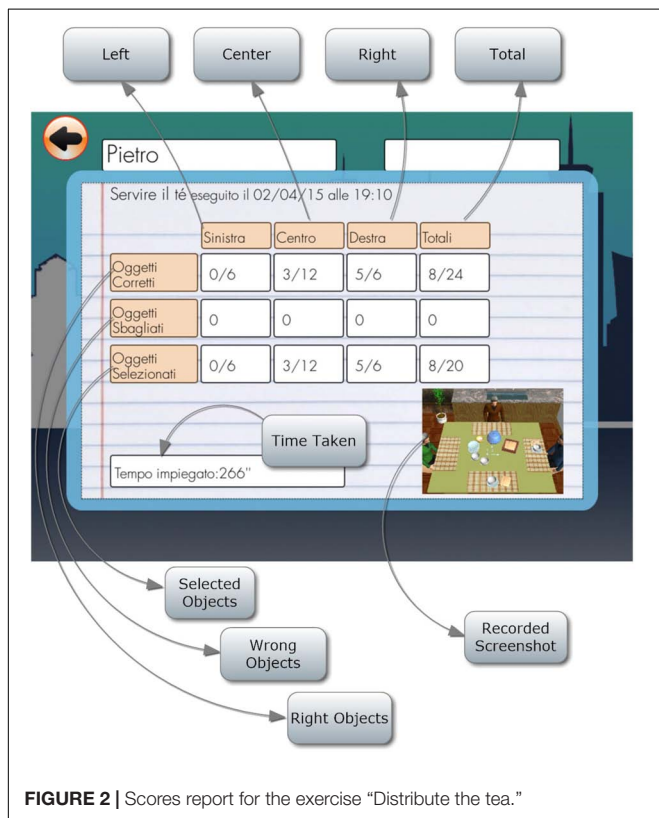 Left Center Right Total
Pietro
Servire il té eseguito il 02/04/15 alle 19:10
Sinistra Centro Destra Totali
Oggetti
Corretti
0/6 3/12 5/6 8/24
Oggetti
Sbagliati
0 0 0 0
Oggetti
Selezionati
0/6 3/12 5/6 8/20
Time Taken
Tempo impiegato:266"
Selected
Objects
Wrong
Objects
Right Objects
Recorded
Screenshot
FIGURE 2 | Scores report for the exercise “Distribute the tea.”